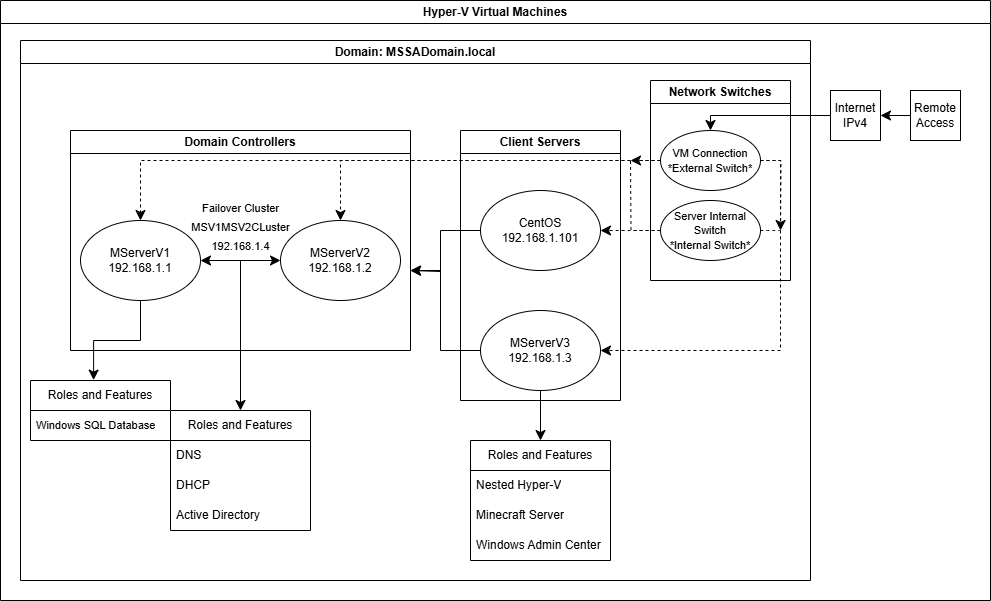 Hyper-V Virtual Machines
Domain: MSSADomain.local
Network Switches
VM Connection
*External Switch*
Server Internal
Switch
*Internal Switch*
Internet
IPv4
Remote
Access
Domain Controllers
Failover Cluster
MSV1MSV2CLuster
192.168.1.4
MServerV1
192.168.1.1
MServerV2
192.168.1.2
Client Servers
CentOS
192.168.1.101
MServerV3
192.168.1.3
Roles and Features
Windows SQL Database
Roles and Features
DNS
DHCP
Active Directory
Roles and Features
Nested Hyper-V
Minecraft Server
Windows Admin Center